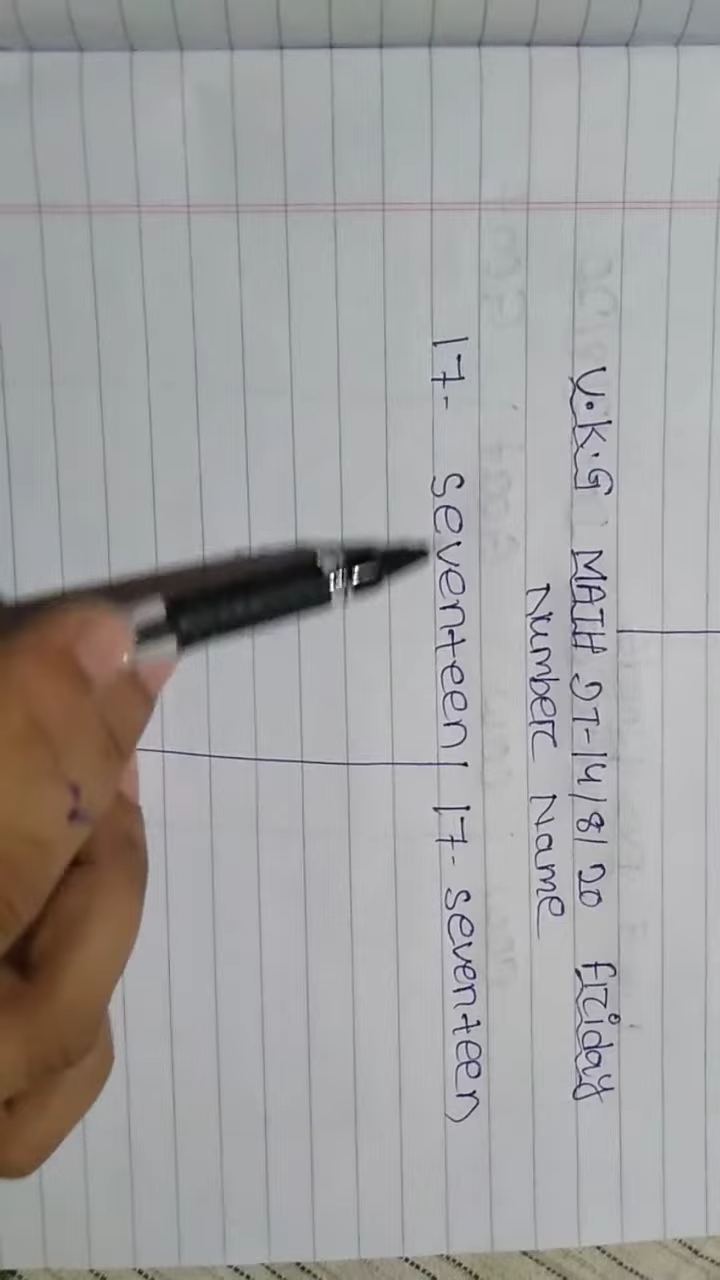 U.K.G MATH DT-14/8/20 friday
Number Name
17- seventeen 17- seventeen